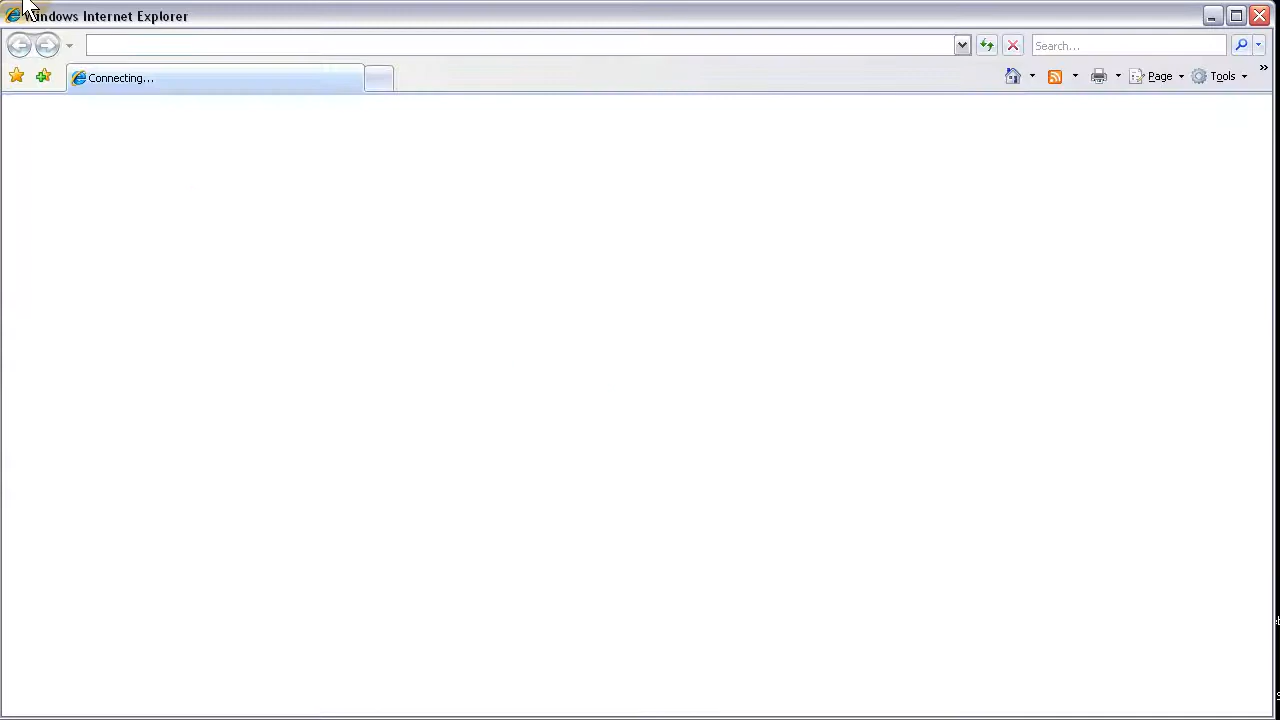 Windows Internet Explorer
Search...
Connecting...
Page
Tools